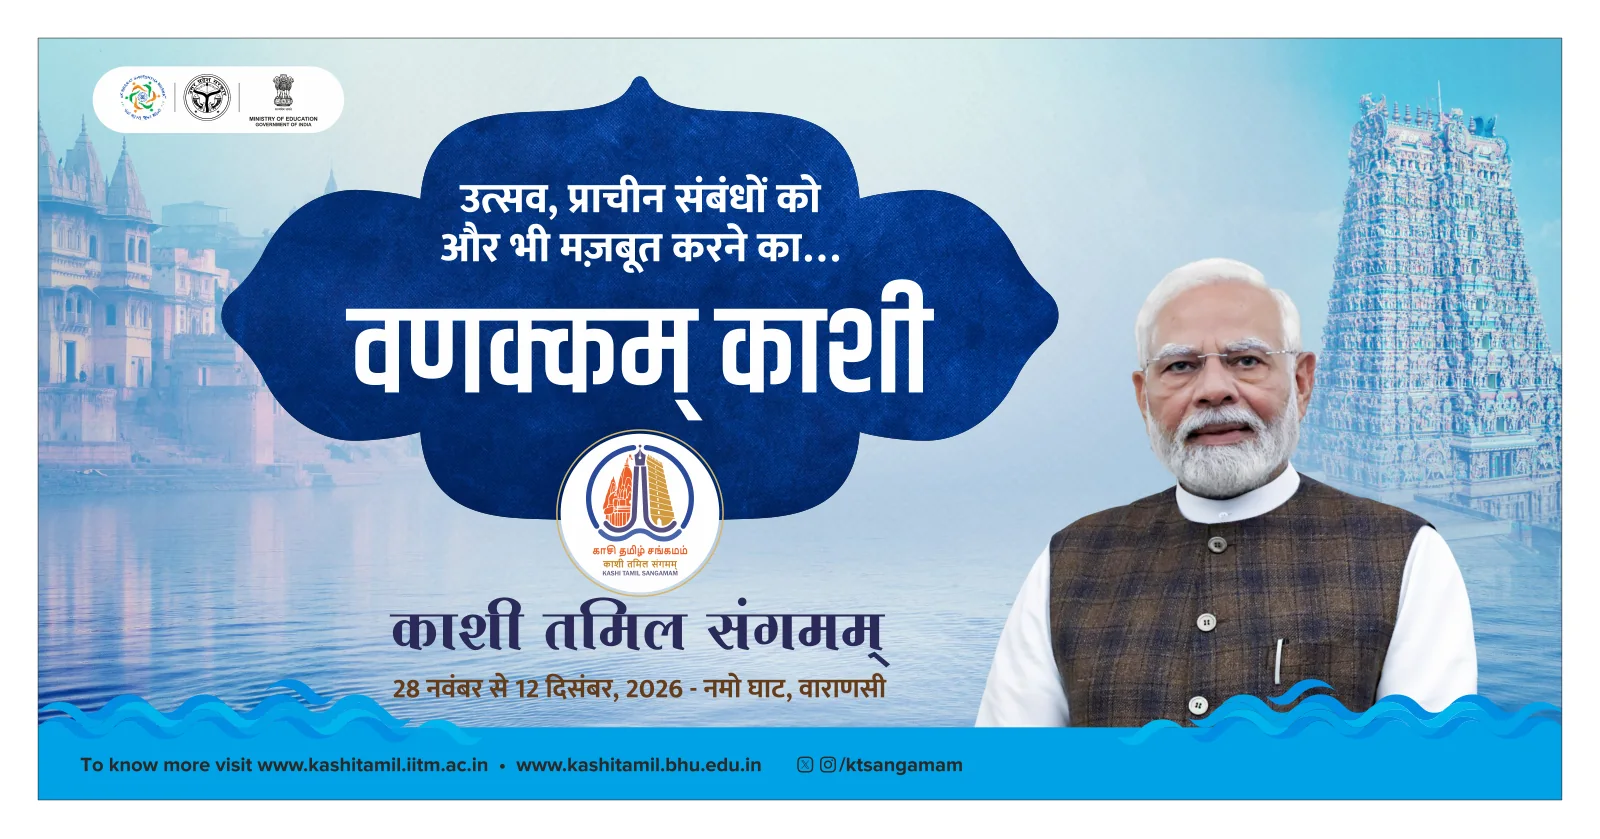 MINISTRY OF EDUCATION
GOVERNMENT OF INDIA
उत्सव, प्राचीन संबंधों को
और भी मज़बूत करने का...
वणक्कम् काशी
காசி தமிழ் சங்கமம்
काशी तमिल संगमम्
KASHI TAMIL SANGAMAM
काशी तमिल संगमम्
28 नवंबर से 12 दिसंबर, 2026 - नमो घाट, वाराणसी
To know more visit www.kashitamil.iitm.ac.in • www.kashitamil.bhu.edu.in /ktsangamam